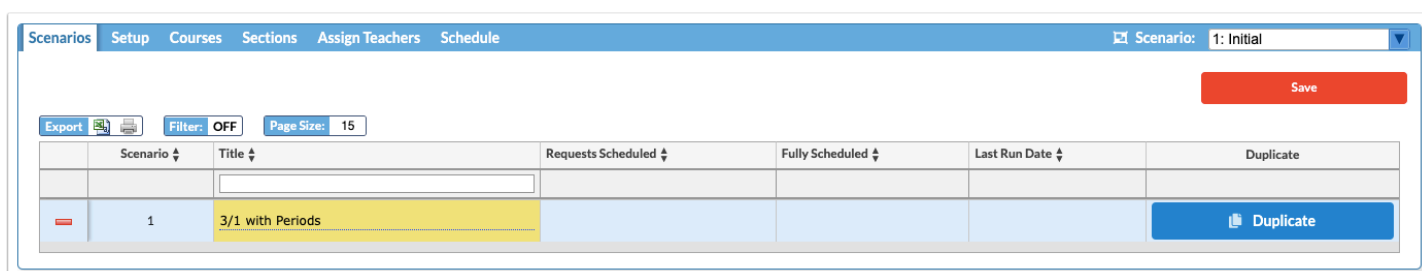 Scenarios Setup Courses Sections Assign Teachers Schedule Scenario: 1: Initial
Save
Export Filter: OFF Page Size: 15
Scenario Title Requests Scheduled Fully Scheduled Last Run Date Duplicate
1 3/1 with Periods Duplicate